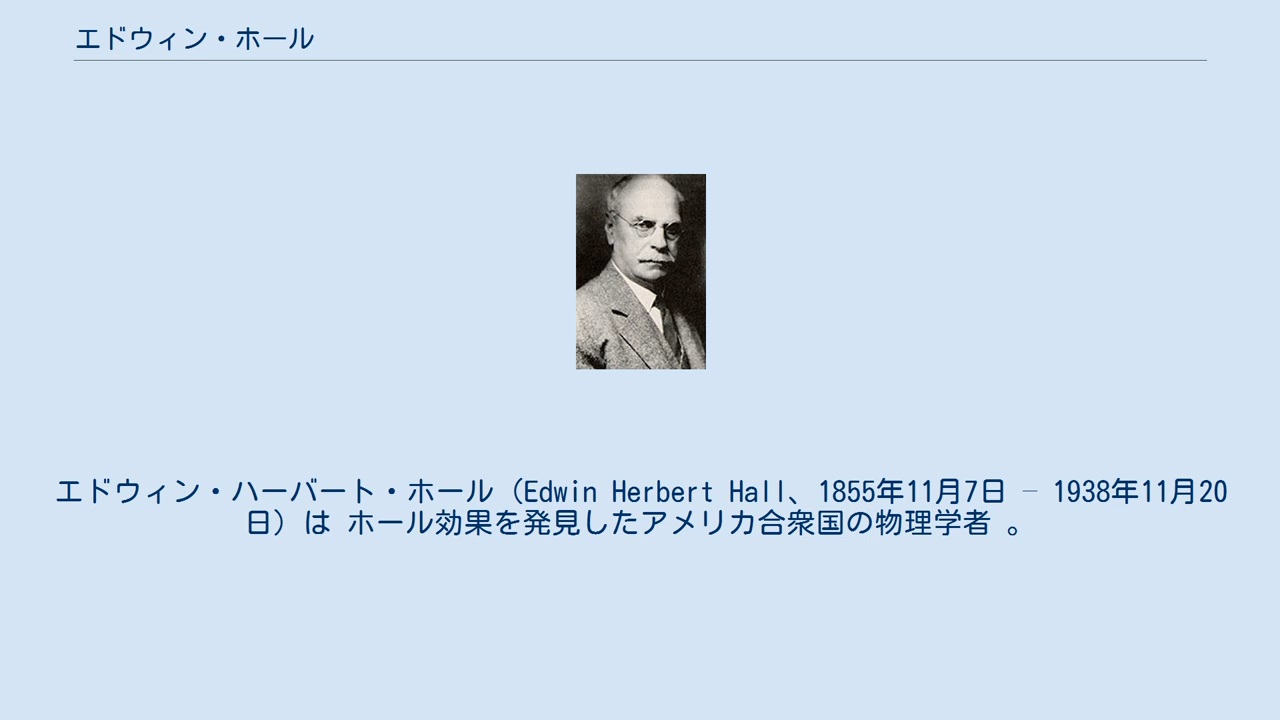 エドウィン・ホール
エドウィン・ハーバート・ホール（Edwin Herbert Hall、1855年11月7日 – 1938年11月20
日）は ホール効果を発見したアメリカ合衆国の物理学者 。